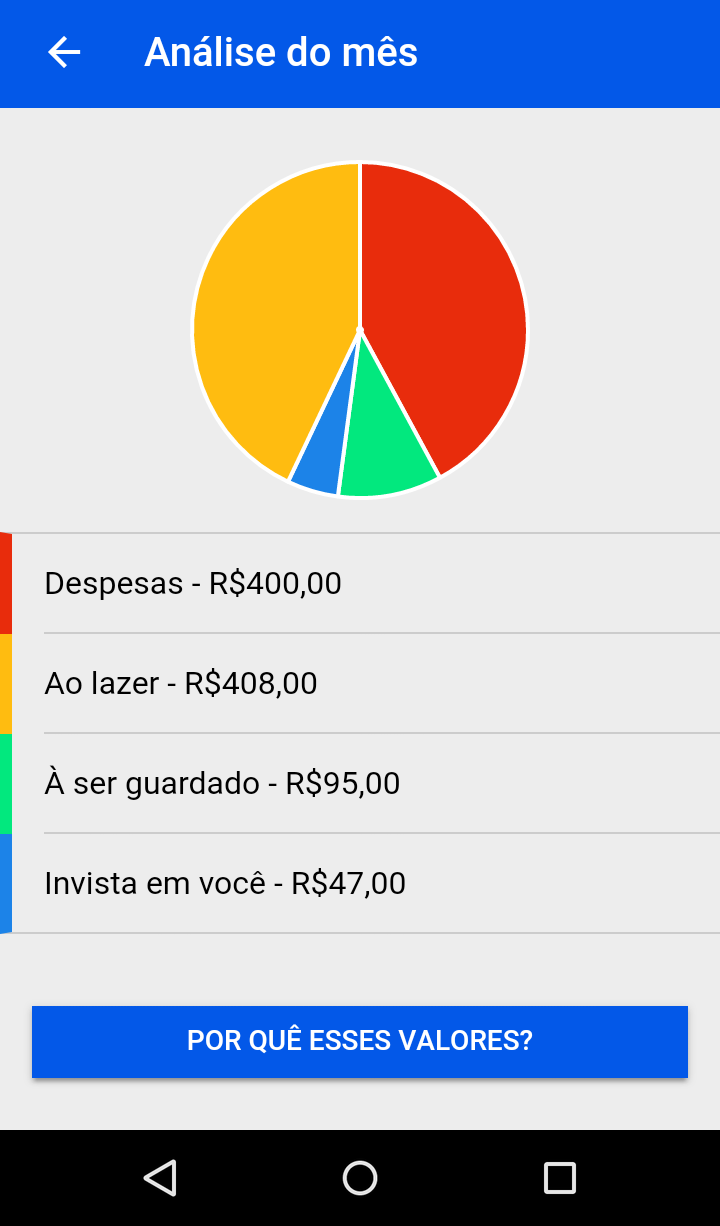 Análise do mês
Despesas - R$400,00
Ao lazer - R$408,00
À ser guardado - R$95,00
Invista em você - R$47,00
POR QUÊ ESSES VALORES?